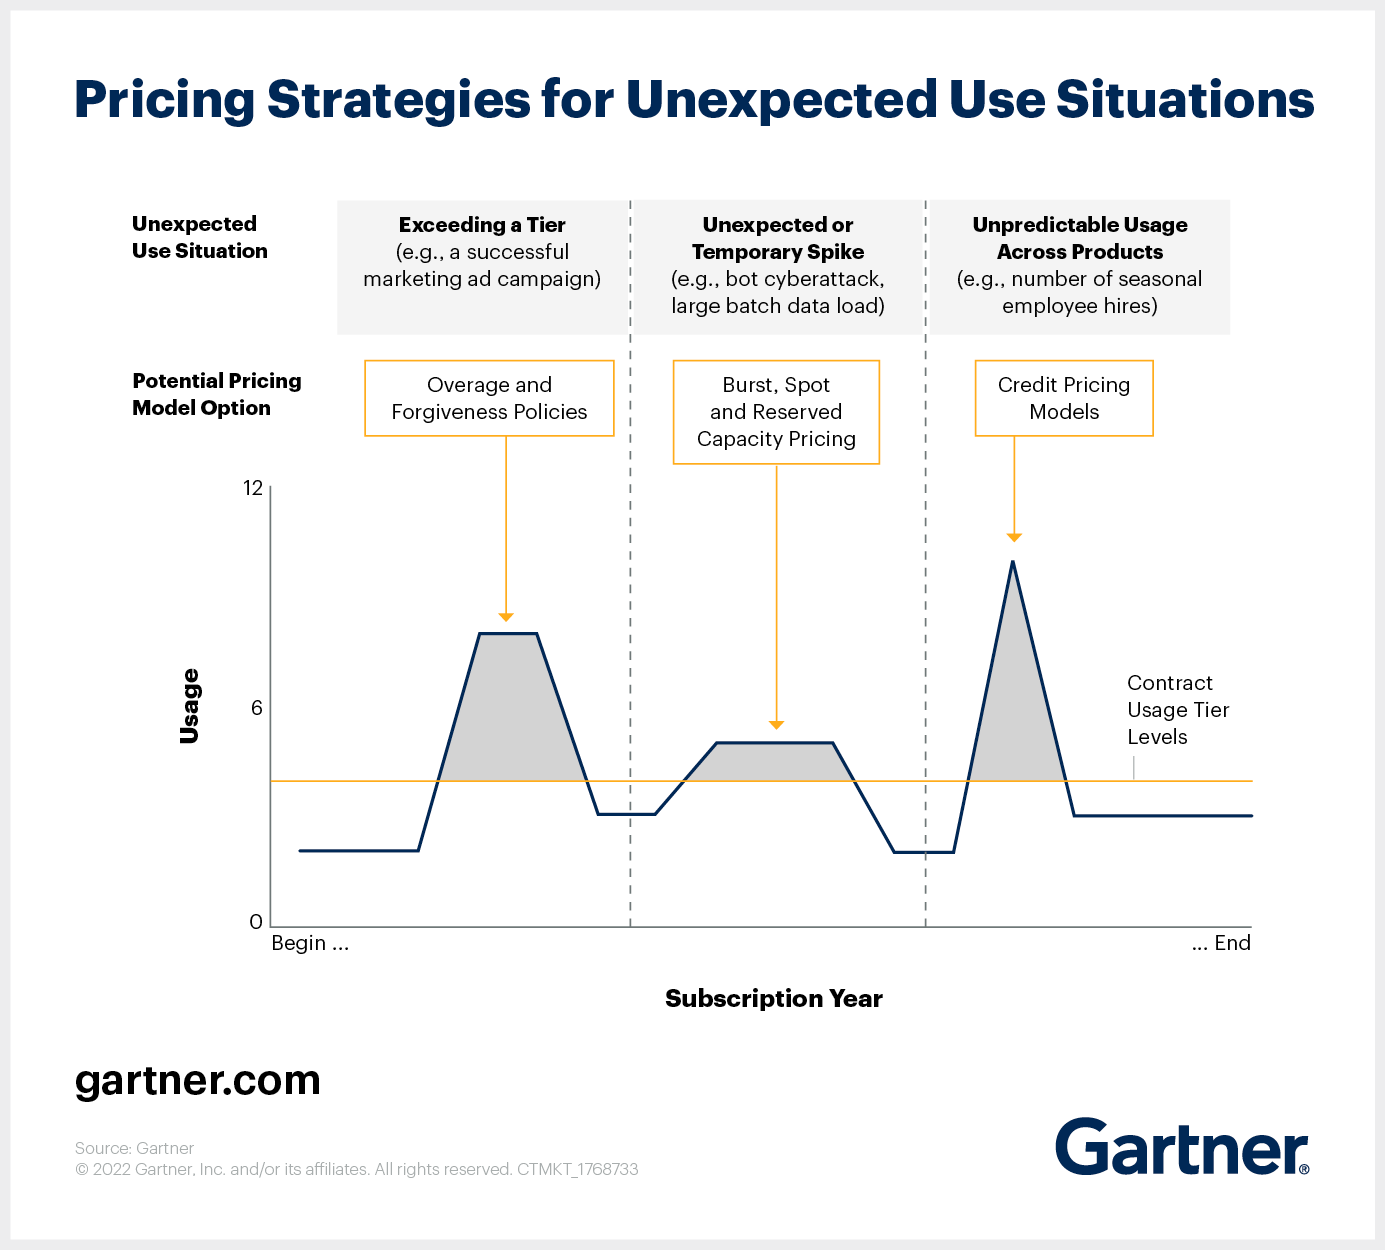 Pricing Strategies for Unexpected Use Situations
Unexpected
Use Situation
Exceeding a Tier
(e.g., a successful
marketing ad campaign)
Unexpected or
Temporary Spike
(e.g., bot cyberattack,
large batch data load)
Unpredictable Usage
Across Products
(e.g., number of seasonal
employee hires)
Potential Pricing
Model Option
Overage and
Forgiveness Policies
Burst, Spot
and Reserved
Capacity Pricing
Credit Pricing
Models
12
6
0
Usage
Contract
Usage Tier
Levels
Begin ...
... End
Subscription Year
gartner.com
Source: Gartner
© 2022 Gartner, Inc. and/or its affiliates. All rights reserved. CTMKT_1768733
Gartner®